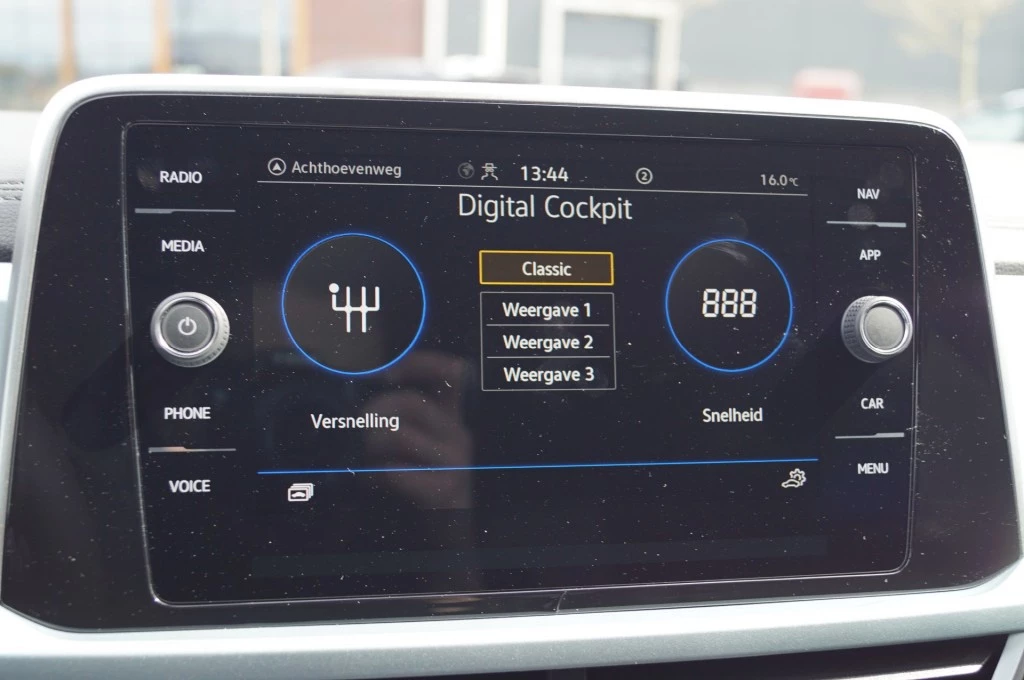 RADIO
MEDIA
PHONE
VOICE
Achthoevenweg
13:44
2
16.0°C
Digital Cockpit
Classic
Weergave 1
Weergave 2
Weergave 3
888
Versnelling
Snelheid
NAV
APP
CAR
MENU